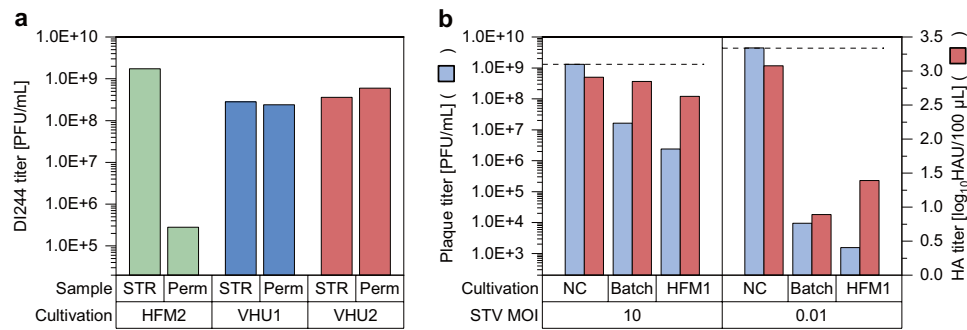 a
DI244 titer [PFU/mL]
1.0E+10
1.0E+9
1.0E+8
1.0E+7
1.0E+6
1.0E+5
Sample STR Perm STR Perm STR Perm
Cultivation HFM2 VHU1 VHU2
b
Plaque titer [PFU/mL] ( )
1.0E+10
1.0E+9
1.0E+8
1.0E+7
1.0E+6
1.0E+5
1.0E+4
1.0E+3
3.5
3.0
2.5
2.0
1.5
1.0
0.5
0.0
HA titer [log₁₀HAU/100 µL] ( )
Cultivation NC Batch HFM1 NC Batch HFM1
STV MOI 10 0.01